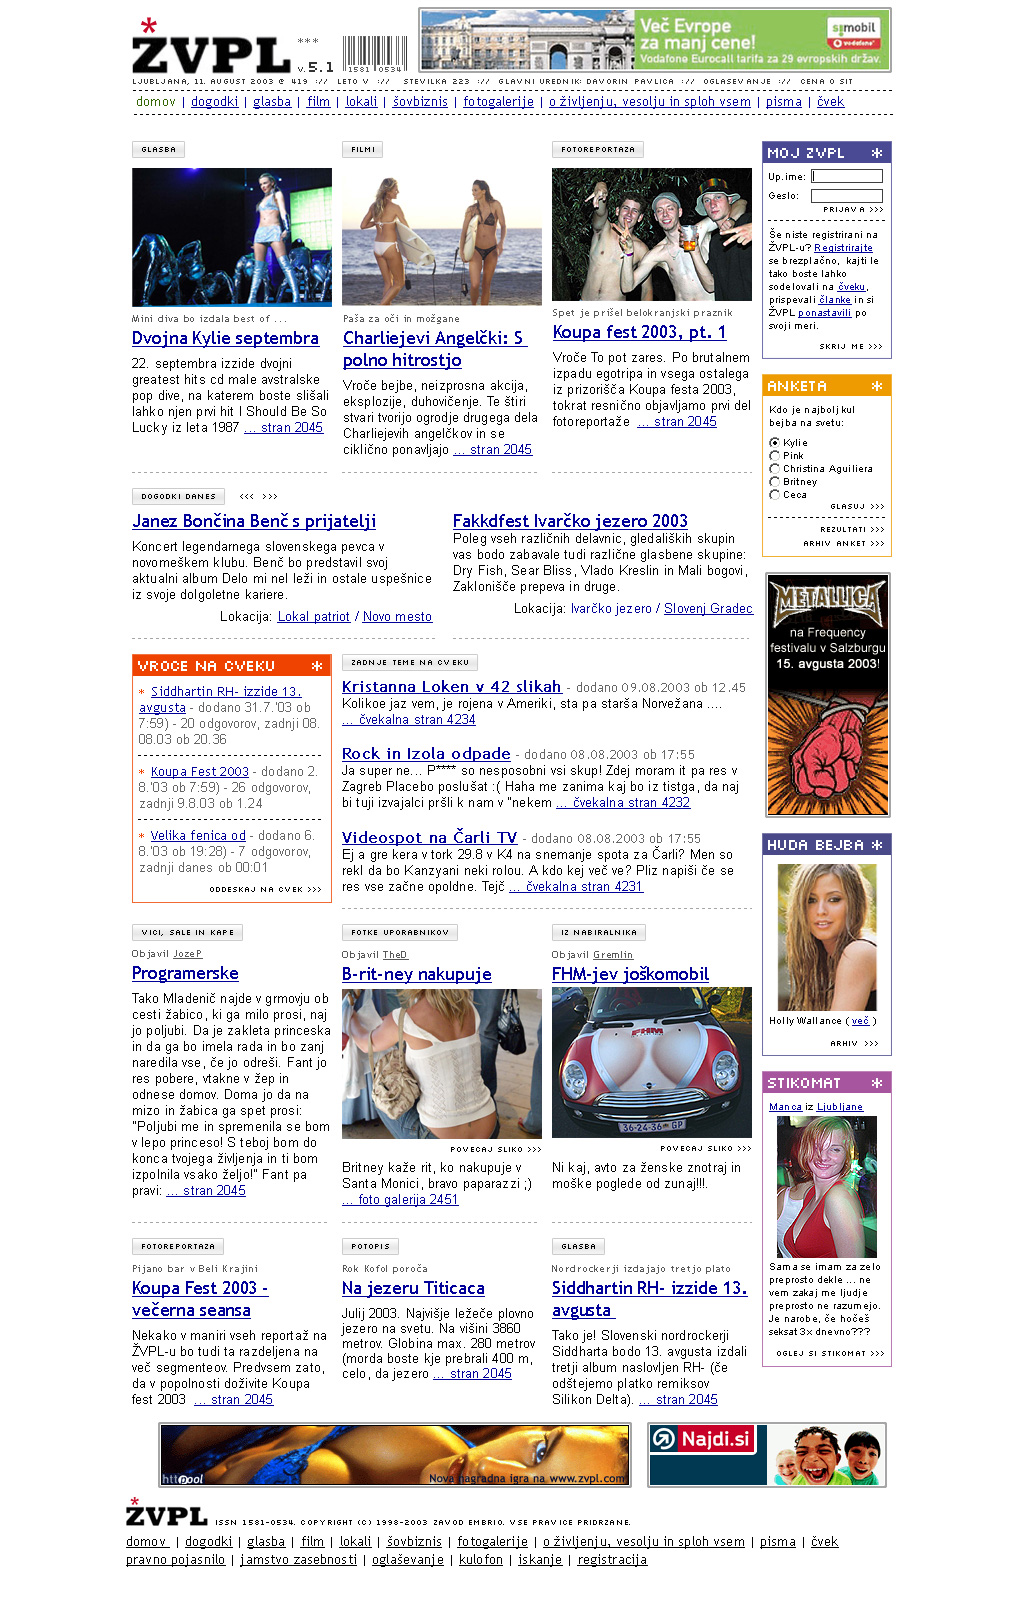 ŽVPL
***
v. 5.1
1581 0534
Več Evrope
za manj cene!
Vodafone Eurocall tarifa za 29 evropskih držav.
si.mobil
vodafone
LJUBLJANA, 11. AUGUST 2003 @ 419 :// LETO V :// STEVILKA 223 :// GLAVNI UREDNIK: DAVORIN PAVLICA :// OGLASEVANJE :// CENA 0 SIT
domov | dogodki | glasba | film | lokali | šovbiznis | fotogalerije | o življenju, vesolju in sploh vsem | pisma | čvek
GLASBA
Mini diva bo izdala best of ...
Dvojna Kylie septembra
22. septembra izzide dvojni
greatest hits cd male avstralske
pop dive, na katerem boste slišali
lahko njen prvi hit I Should Be So
Lucky iz leta 1987 ... stran 2045
FILMI
Paša za oči in možgane
Charliejevi Angelčki: S
polno hitrostjo
Vroče bejbe, neizprosna akcija,
eksplozije, duhovičenje. Te štiri
stvari tvorijo ogrodje drugega dela
Charliejevih angelčkov in se
ciklično ponavljajo ... stran 2045
FOTOREPORTAZA
Spet je prišel belokranjski praznik
Koupa fest 2003, pt. 1
Vroče To pot zares. Po brutalnem
izpadu egotripa in vsega ostalega
iz prizorišča Koupa festa 2003,
tokrat resnično objavljamo prvi del
fotoreportaže ... stran 2045
MOJ ZVPL *
Up.ime:
Geslo:
PRIJAVA >>>
Še niste registrirani na
ŽVPL-u? Registrirajte
se brezplačno, kajti le
tako boste lahko
sodelovali na čveku,
prispevali članke in si
ŽVPL ponastavili po
svoji meri.
SKRIJ ME >>>
ANKETA *
Kdo je najbolj kul
bejba na svetu:
Kylie
Pink
Christina Aguiliera
Britney
Ceca
GLASUJ >>>
REZULTATI >>>
ARHIV ANKET >>>
DOGODKI DANES <<< >>>
Janez Bončina Benč s prijatelji
Koncert legendarnega slovenskega pevca v
novomeškem klubu. Benč bo predstavil svoj
aktualni album Delo mi nel leži in ostale uspešnice
iz svoje dolgoletne kariere.
Lokacija: Lokal patriot / Novo mesto
Fakkdfest Ivarčko jezero 2003
Poleg vseh različnih delavnic, gledaliških skupin
vas bodo zabavale tudi različne glasbene skupine:
Dry Fish, Sear Bliss, Vlado Kreslin in Mali bogovi,
Zaklonišče prepeva in druge.
Lokacija: Ivarčko jezero / Slovenj Gradec
METALLICA
na Frequency
festivalu v Salzburgu
15. avgusta 2003!
VROCE NA CVEKU *
* Siddhartin RH- izzide 13.
avgusta - dodano 31.7.'03 ob
7:59) - 20 odgovorov, zadnji 08.
08.03 ob 20.36
* Koupa Fest 2003 - dodano 2.
8.'03 ob 7:59) - 26 odgovorov,
zadnji 9.8.03 ob 1.24
* Velika fenica od - dodano 6.
8.'03 ob 19:28) - 7 odgovorov,
zadnji danes ob 00:01
ODDESKAJ NA CVEK >>>
ZADNJE TEME NA CVEKU
Kristanna Loken v 42 slikah - dodano 09.08.2003 ob 12.45
Kolikoe jaz vem, je rojena v Ameriki, sta pa starša Norvežana ....
... čvekalna stran 4234
Rock in Izola odpade - dodano 08.08.2003 ob 17:55
Ja super ne... P**** so nesposobni vsi skup! Zdej moram it pa res v
Zagreb Placebo poslušat :( Haha me zanima kaj bo iz tistga, da naj
bi tuji izvajalci pršli k nam v "nekem ... čvekalna stran 4232
Videospot na Čarli TV - dodano 08.08.2003 ob 17:55
Ej a gre kera v tork 29.8 v K4 na snemanje spota za Čarli? Men so
rekl da bo Kanzyani neki rolou. A kdo kej več ve? Pliz napiši če se
res vse začne opoldne. Tejč ... čvekalna stran 4231
HUDA BEJBA *
Holly Wallance ( več )
ARHIV >>>
VICI, SALE IN KAPE
Objavil JozeP
Programerske
Tako Mladenič najde v grmovju ob
cesti žabico, ki ga milo prosi, naj
jo poljubi. Da je zakleta princeska
in da ga bo imela rada in bo zanj
naredila vse, če jo odreši. Fant jo
res pobere, vtakne v žep in
odnese domov. Doma jo da na
mizo in žabica ga spet prosi:
"Poljubi me in spremenila se bom
v lepo princeso! S teboj bom do
konca tvojega življenja in ti bom
izpolnila vsako željo!" Fant pa
pravi: ... stran 2045
FOTKE UPORABNIKOV
Objavil TheD
B-rit-ney nakupuje
POVECAJ SLIKO >>>
Britney kaže rit, ko nakupuje v
Santa Monici, bravo paparazzi ;)
... foto galerija 2451
IZ NABIRALNIKA
Objavil Gremlin
FHM-jev joškomobil
FHM
36-24-36 GP
POVECAJ SLIKO >>>
Ni kaj, avto za ženske znotraj in
moške poglede od zunaj!!!.
STIKOMAT *
Manca iz Ljubljane
Sama se imam za zelo
preprosto dekle ... ne
vem zakaj me ljudje
preprosto ne razumejo.
Je narobe, če hočeš
seksat 3x dnevno???
OGLEJ SI STIKOMAT >>>
FOTOREPORTAZA
Pijano bar v Beli Krajini
Koupa Fest 2003 -
večerna seansa
Nekako v maniri vseh reportaž na
ŽVPL-u bo tudi ta razdeljena na
več segmenteov. Predvsem zato,
da v popolnosti doživite Koupa
fest 2003 ... stran 2045
POTOPIS
Rok Kofol poroča
Na jezeru Titicaca
Julij 2003. Najvišje ležeče plovno
jezero na svetu. Na višini 3860
metrov. Globina max. 280 metrov
(morda boste kje prebrali 400 m,
celo, da jezero ... stran 2045
GLASBA
Nordrockerji izdajajo tretjo plato
Siddhartin RH- izzide 13.
avgusta
Tako je! Slovenski nordrockerji
Siddharta bodo 13. avgusta izdali
tretji album naslovljen RH- (če
odštejemo platko remiksov
Silikon Delta). ... stran 2045
httpool
Nova nagradna igra na www.zvpl.com
Najdi.si
ŽVPL ISSN 1581-0534. COPYRIGHT (C) 1998-2003 ZAVOD EMBRIO. VSE PRAVICE PRIDRZANE.
domov | dogodki | glasba | film | lokali | šovbiznis | fotogalerije | o življenju, vesolju in sploh vsem | pisma | čvek
pravno pojasnilo | jamstvo zasebnosti | oglaševanje | kulofon | iskanje | registracija